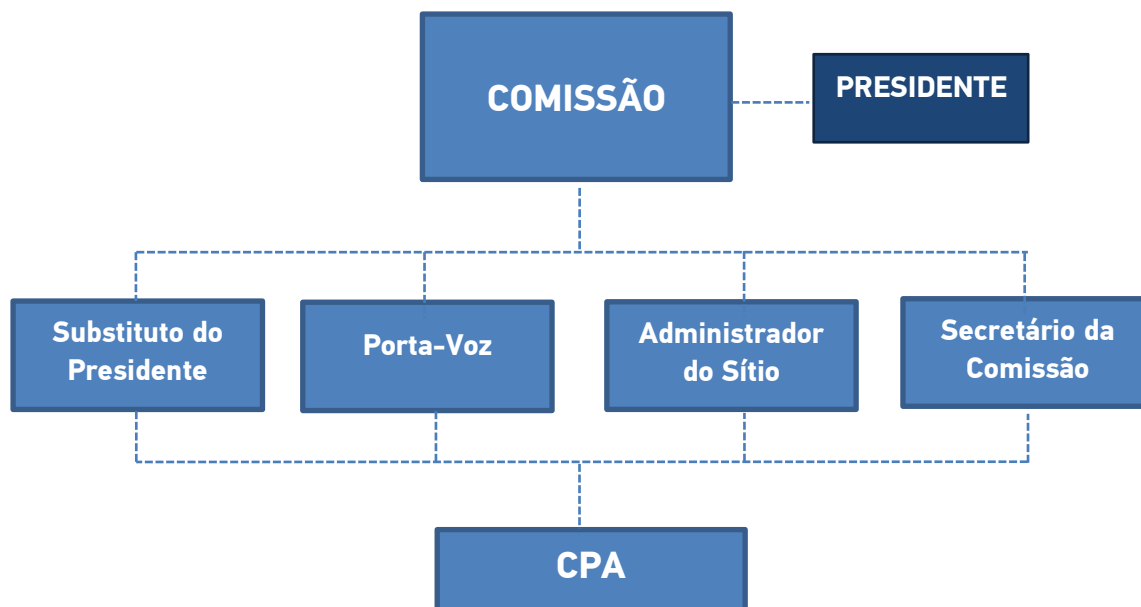 COMISSÃO
PRESIDENTE
Substituto do
Presidente
Porta-Voz
Administrador
do Sítio
Secretário da
Comissão
CPA